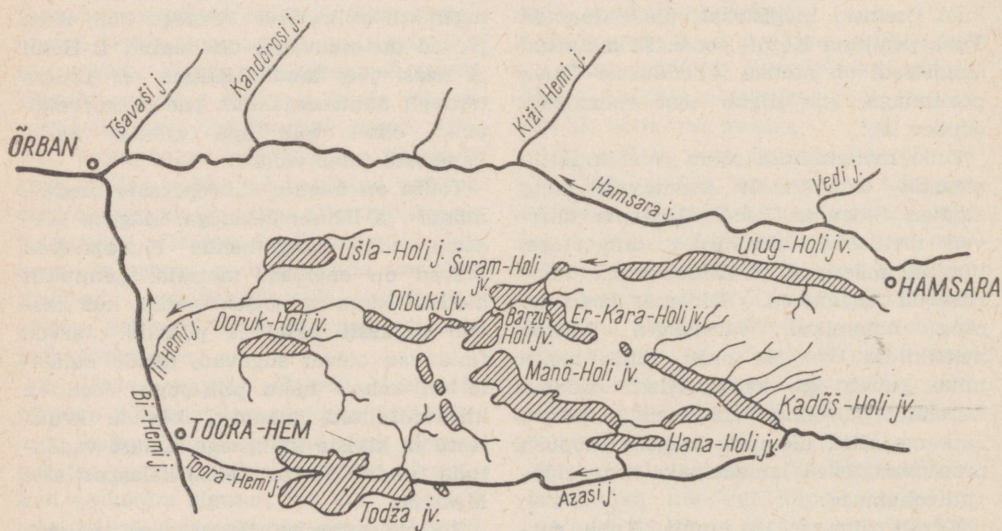 Tšavaši j.
Kandõrosi j.
Kiži-Hemi j.
ÕRBAN
Hamsara j.
Vedi j.
Ušla-Holi j.
Šuram-Holi
jv.
Ulug-Holi jv.
HAMSARA
Olbuki jv.
Doruk-Holi jv.
Barzu
Holi jv.
Er-Kara-Holi jv.
Manõ-Holi jv.
Bi-Hemi j.
TOORA-HEM
Kadõš-Holi jv.
Hana-Holi jv.
Toora-Hemi j.
Todža jv.
Azasi j.